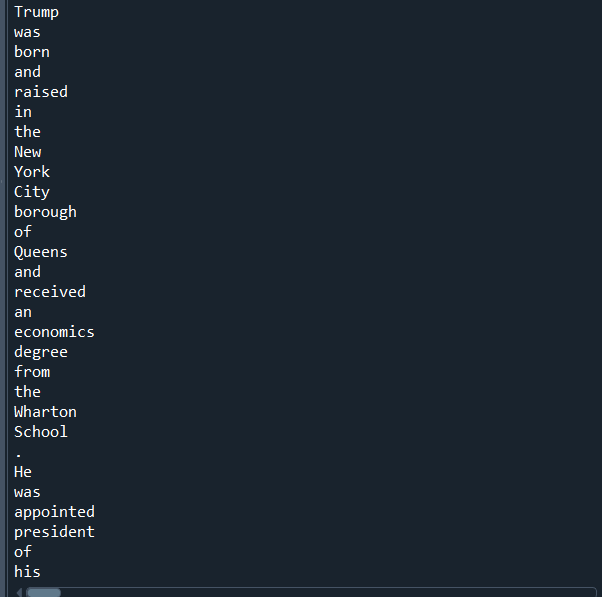 Trump
was
born
and
raised
in
the
New
York
City
borough
of
Queens
and
received
an
economics
degree
from
the
Wharton
School
.
He
was
appointed
president
of
his